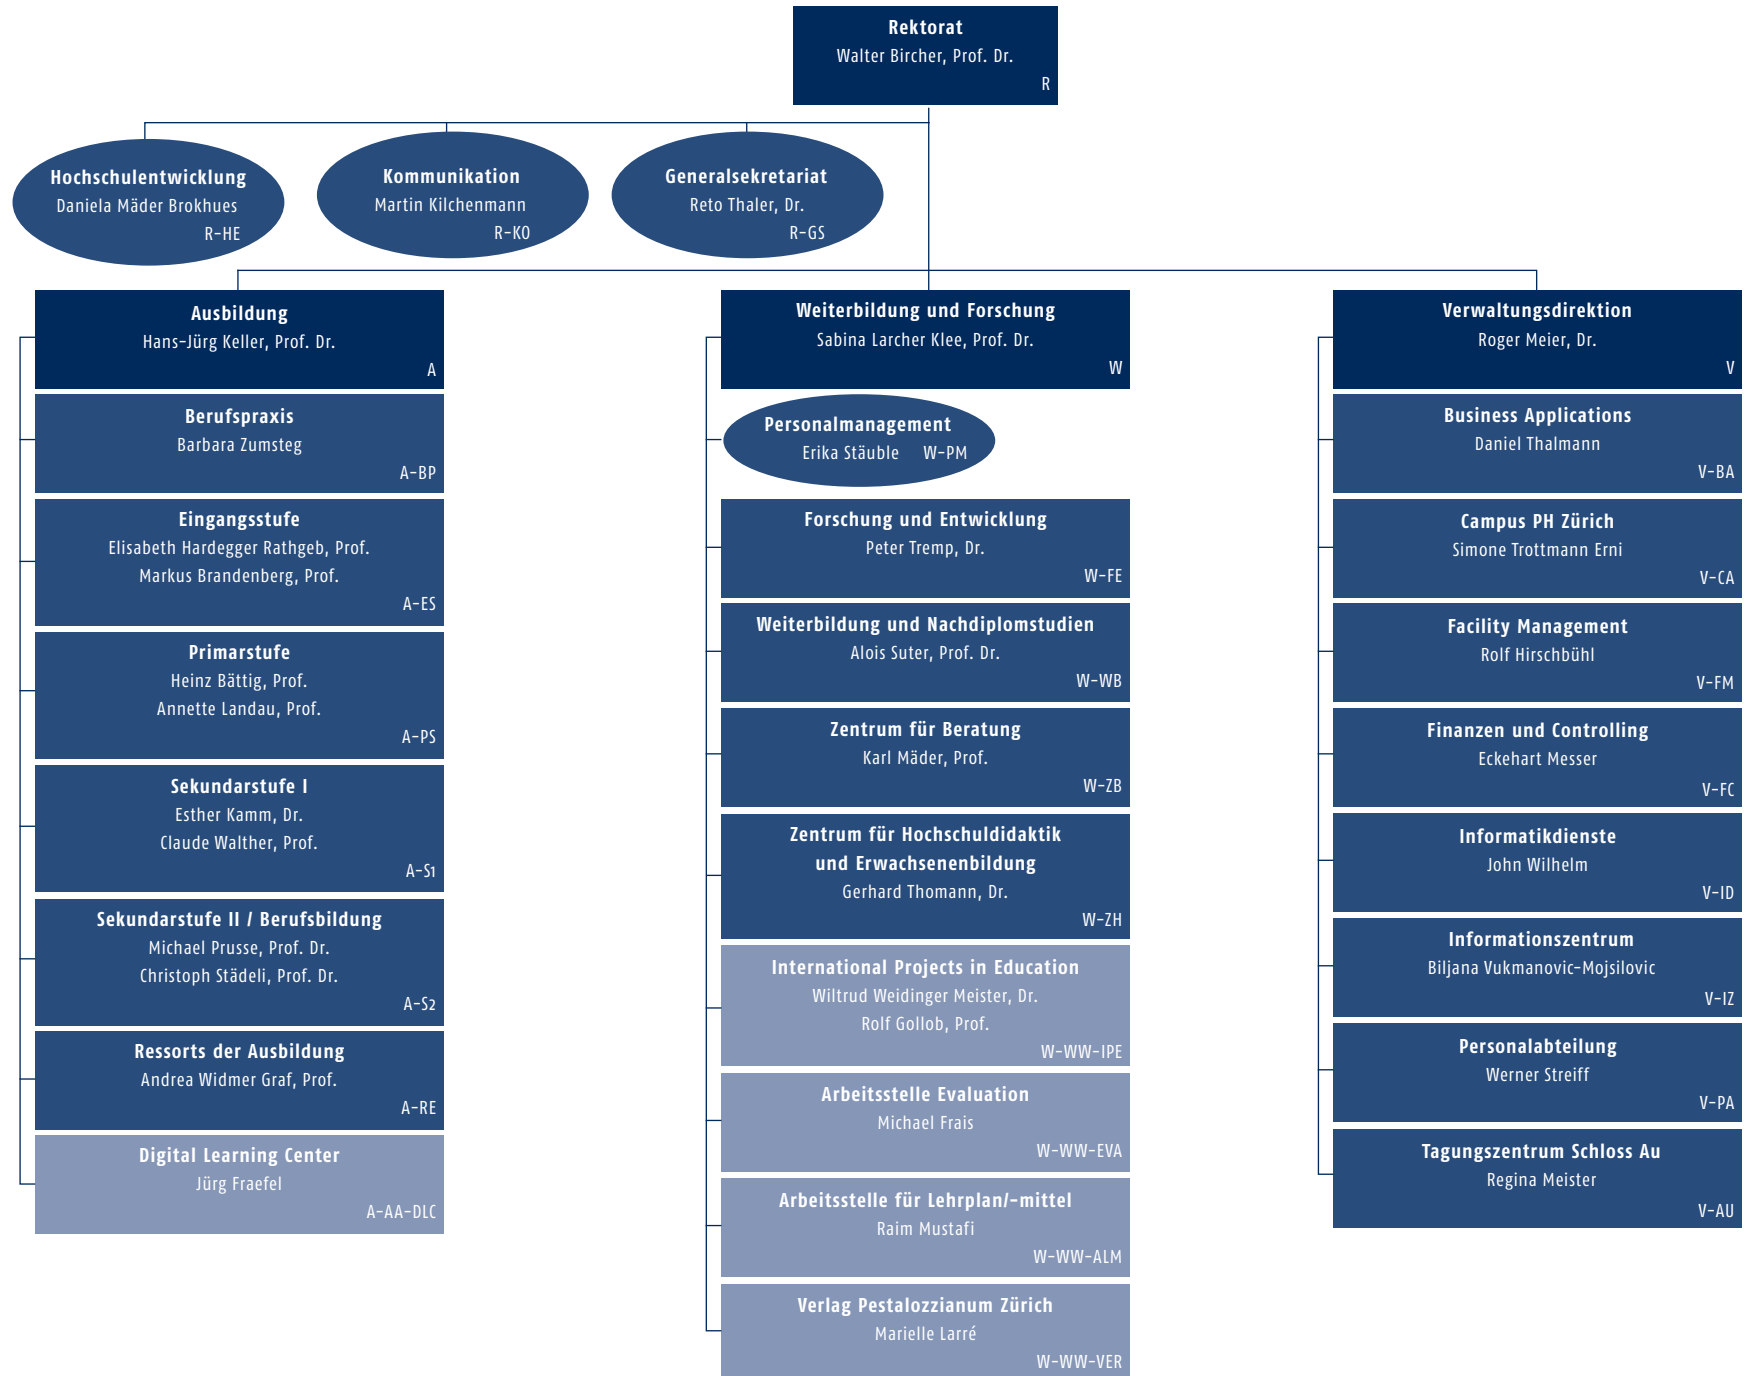 Rektorat
Walter Bircher, Prof. Dr.
R
Hochschulentwicklung
Daniela Mäder Brokhues
R-HE
Kommunikation
Martin Kilchenmann
R-KO
Generalsekretariat
Reto Thaler, Dr.
R-GS
Ausbildung
Hans-Jürg Keller, Prof. Dr.
A
Berufspraxis
Barbara Zumsteg
A-BP
Eingangsstufe
Elisabeth Hardegger Rathgeb, Prof.
Markus Brandenberg, Prof.
A-ES
Primarstufe
Heinz Bättig, Prof.
Annette Landau, Prof.
A-PS
Sekundarstufe I
Esther Kamm, Dr.
Claude Walther, Prof.
A-S1
Sekundarstufe II / Berufsbildung
Michael Prusse, Prof. Dr.
Christoph Städeli, Prof. Dr.
A-S2
Ressorts der Ausbildung
Andrea Widmer Graf, Prof.
A-RE
Digital Learning Center
Jürg Fraefel
A-AA-DLC
Weiterbildung und Forschung
Sabina Larcher Klee, Prof. Dr.
W
Personalmanagement
Erika Stäuble W-PM
Forschung und Entwicklung
Peter Tremp, Dr.
W-FE
Weiterbildung und Nachdiplomstudien
Alois Suter, Prof. Dr.
W-WB
Zentrum für Beratung
Karl Mäder, Prof.
W-ZB
Zentrum für Hochschuldidaktik
und Erwachsenenbildung
Gerhard Thomann, Dr.
W-ZH
International Projects in Education
Wiltrud Weidinger Meister, Dr.
Rolf Gollob, Prof.
W-WW-IPE
Arbeitsstelle Evaluation
Michael Frais
W-WW-EVA
Arbeitsstelle für Lehrplan/-mittel
Raim Mustafi
W-WW-ALM
Verlag Pestalozzianum Zürich
Marielle Larré
W-WW-VER
Verwaltungsdirektion
Roger Meier, Dr.
V
Business Applications
Daniel Thalmann
V-BA
Campus PH Zürich
Simone Trottmann Erni
V-CA
Facility Management
Rolf Hirschbühl
V-FM
Finanzen und Controlling
Eckehart Messer
V-FC
Informatikdienste
John Wilhelm
V-ID
Informationszentrum
Biljana Vukmanovic-Mojsilovic
V-IZ
Personalabteilung
Werner Streiff
V-PA
Tagungszentrum Schloss Au
Regina Meister
V-AU